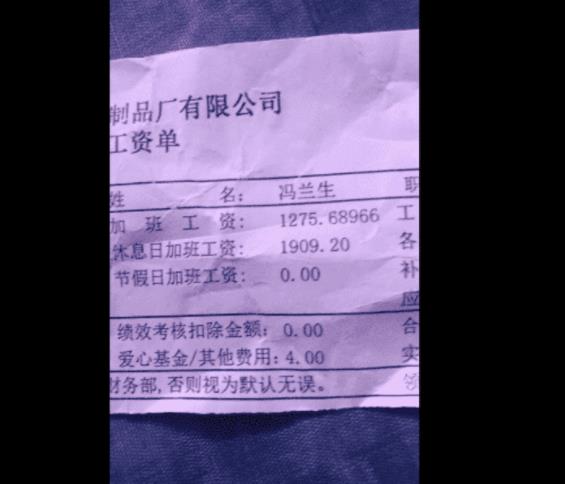 制品厂有限公司
工资单
姓 名: 冯兰生 职
加 班 工 资: 1275.68966 工
休息日加班工资: 1909.20 各
节假日加班工资: 0.00 补
应
绩效考核扣除金额: 0.00 合
爱心基金/其他费用: 4.00 实
财务部,否则视为默认无误。 领